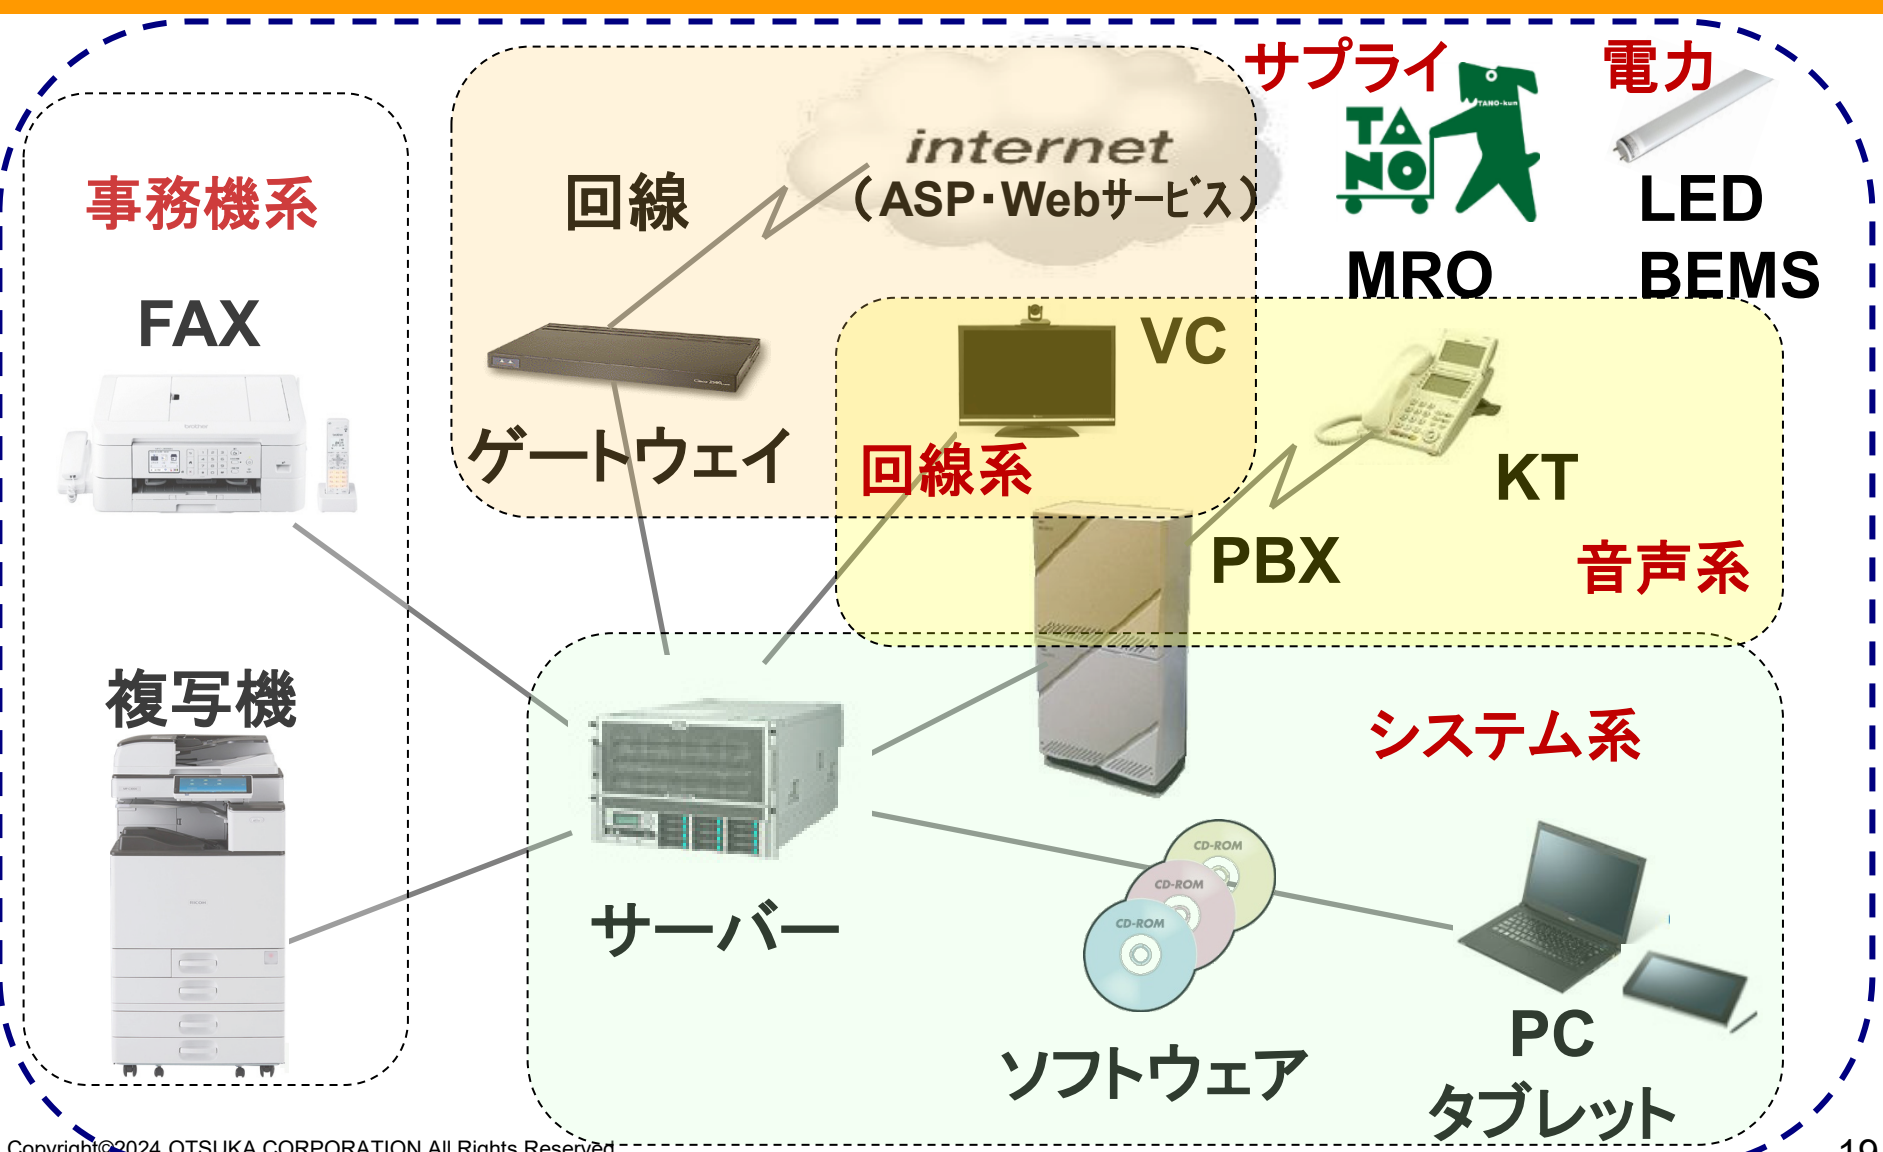 サプライ
電力
TANO-kun
TA
NO
internet
(ASP・Webサービス)
回線
事務機系
LED
BEMS
MRO
FAX
VC
ゲートウェイ
回線系
KT
PBX
音声系
複写機
システム系
CD-ROM
CD-ROM
CD-ROM
サーバー
ソフトウェア
PC
タブレット
Copyright©2024 OTSUKA CORPORATION All Rights Reserved
19